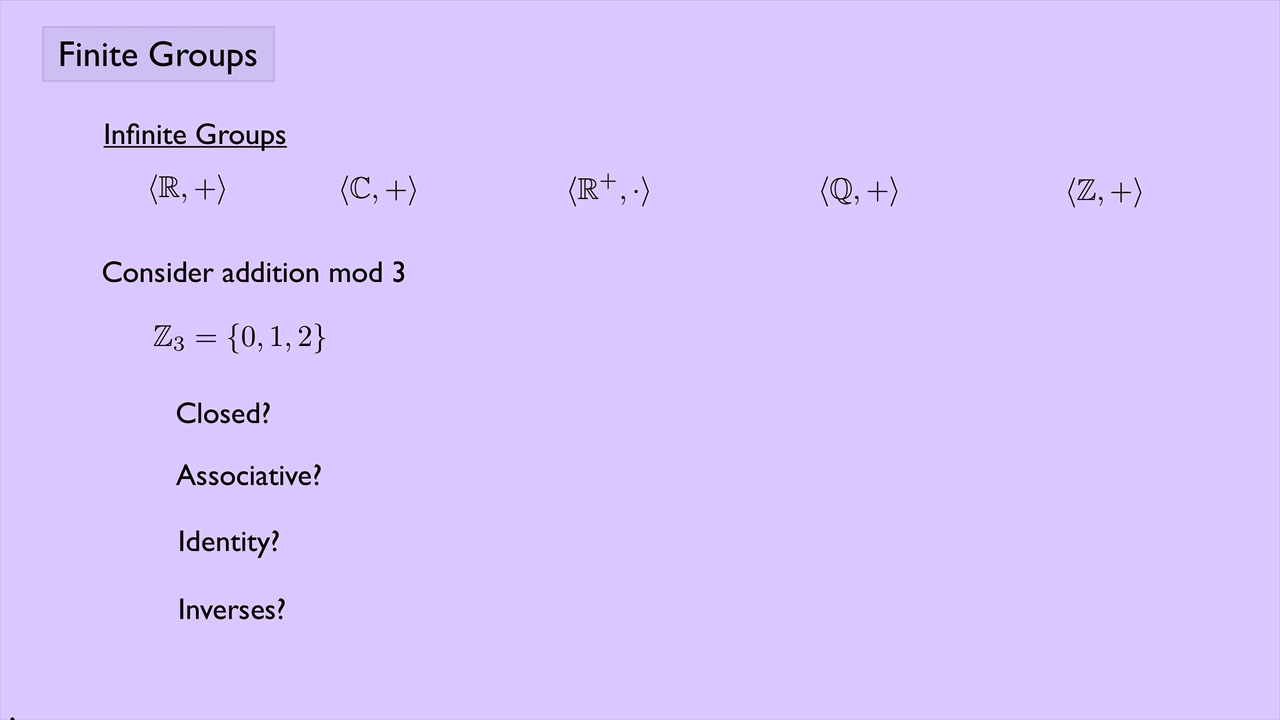 Finite Groups
Infinite Groups
⟨ℝ, +⟩ ⟨ℂ, +⟩ ⟨ℝ⁺, ·⟩ ⟨ℚ, +⟩ ⟨ℤ, +⟩
Consider addition mod 3
ℤ₃ = {0, 1, 2}
Closed?
Associative?
Identity?
Inverses?